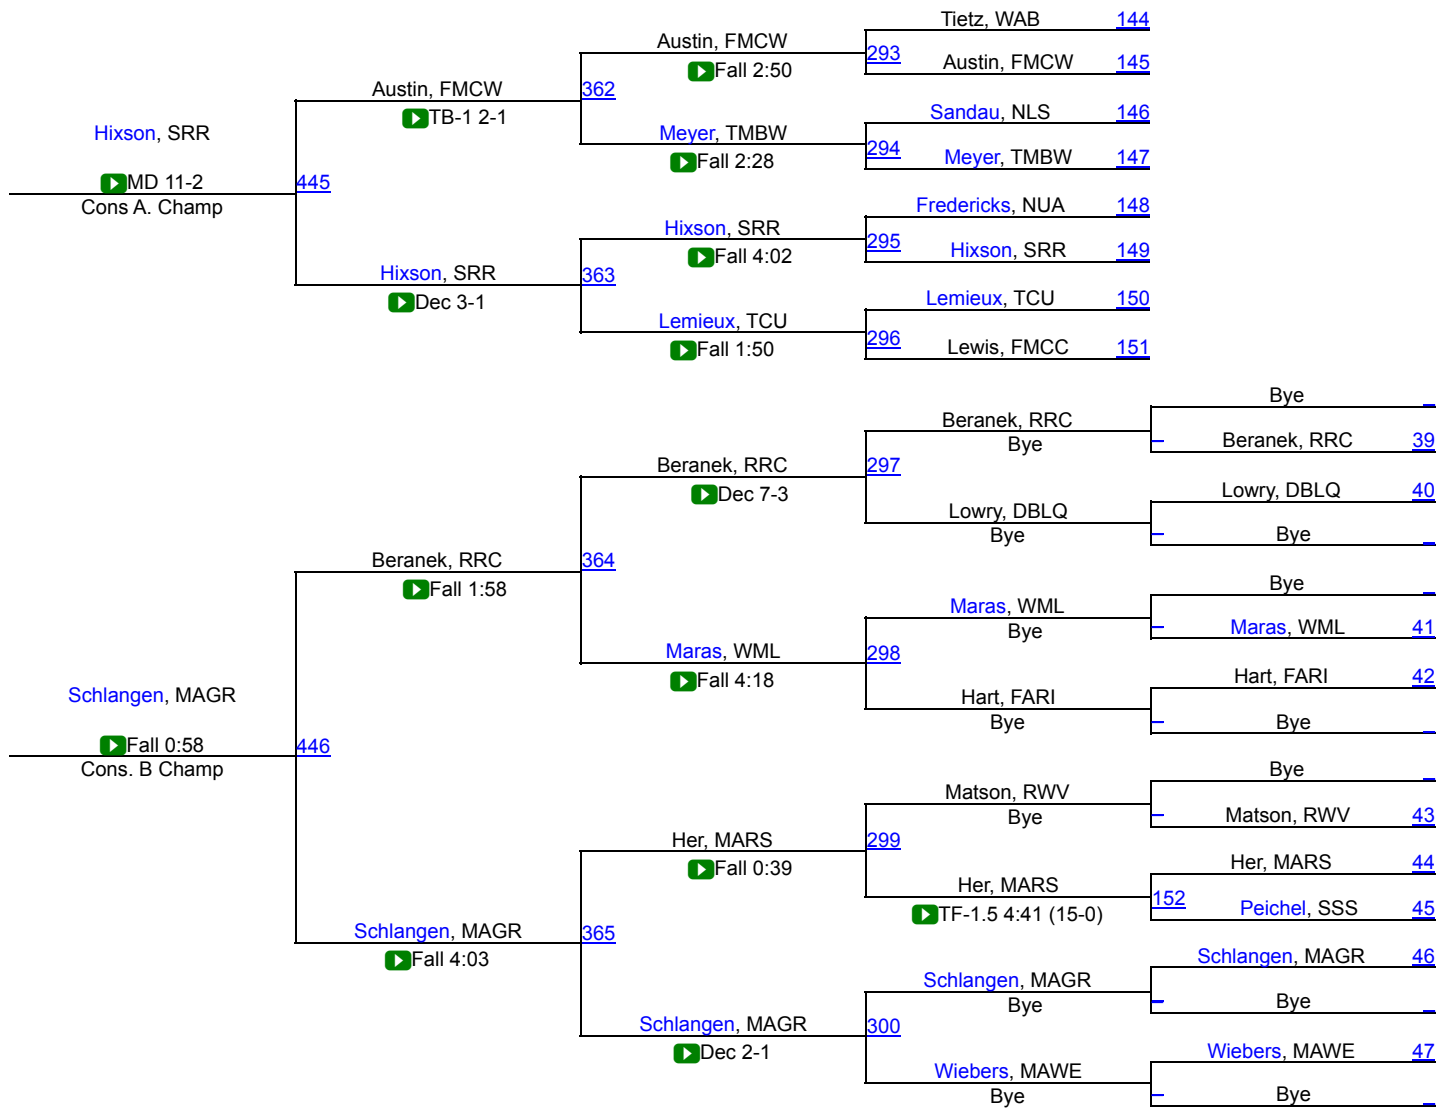 Tietz, WAB 144
Austin, FMCW
293
Fall 2:50
Austin, FMCW 145
Austin, FMCW
362
TB-1 2-1
Sandau, NLS 146
Hixson, SRR
Meyer, TMBW
294
Fall 2:28
Meyer, TMBW 147
MD 11-2
445
Cons A. Champ
Fredericks, NUA 148
Hixson, SRR
295
Fall 4:02
Hixson, SRR 149
Hixson, SRR
363
Dec 3-1
Lemieux, TCU 150
Lemieux, TCU
296
Fall 1:50
Lewis, FMCC 151
Bye
Beranek, RRC
Bye
Beranek, RRC 39
Beranek, RRC
297
Dec 7-3
Lowry, DBLQ 40
Lowry, DBLQ
Bye
Bye
Beranek, RRC
364
Fall 1:58
Bye
Maras, WML
Bye
Maras, WML 41
Maras, WML
298
Fall 4:18
Hart, FARI 42
Schlangen, MAGR
Hart, FARI
Bye
Bye
Fall 0:58
446
Cons. B Champ
Bye
Matson, RWV
Bye
Matson, RWV 43
Her, MARS
299
Fall 0:39
Her, MARS 44
Her, MARS
152
TF-1.5 4:41 (15-0)
Peichel, SSS 45
Schlangen, MAGR
365
Fall 4:03
Schlangen, MAGR 46
Schlangen, MAGR
Bye
Bye
Schlangen, MAGR
300
Dec 2-1
Wiebers, MAWE 47
Wiebers, MAWE
Bye
Bye